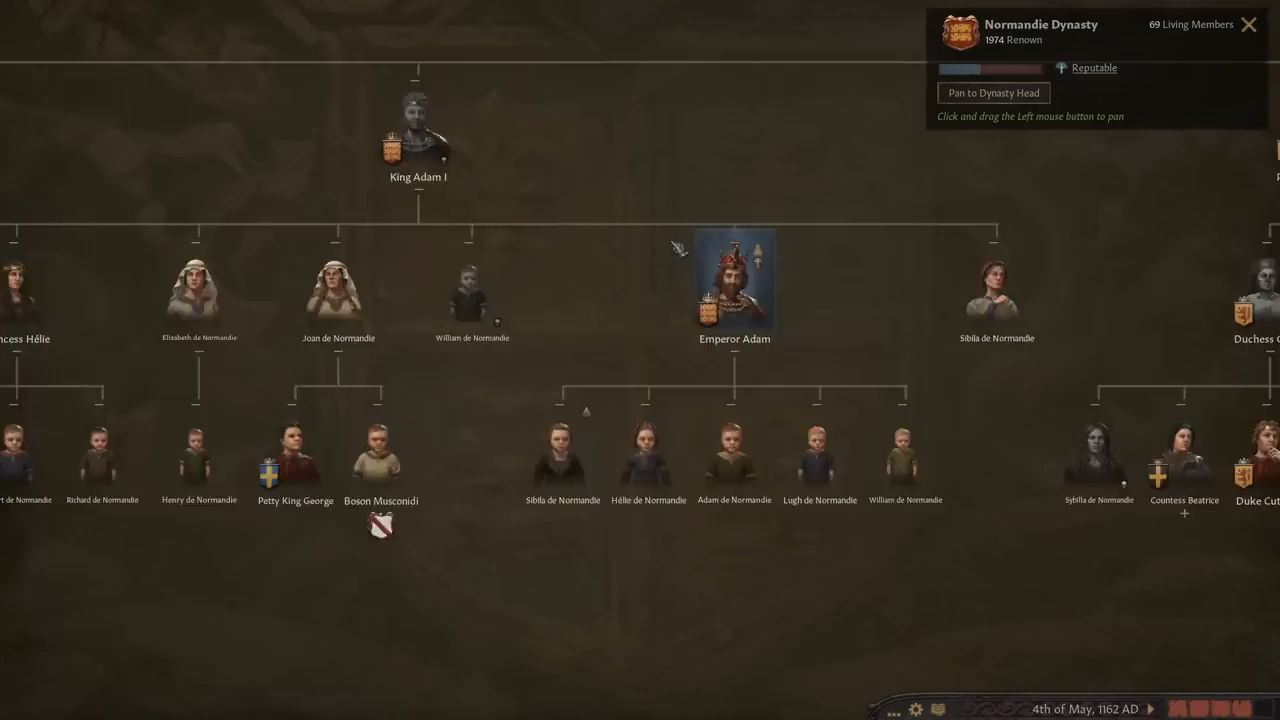 Normandie Dynasty
69 Living Members
1974 Renown
Reputable
Pan to Dynasty Head
Click and drag the Left mouse button to pan
King Adam I
ncess Hélie
Elizabeth de Normandie
Joan de Normandie
William de Normandie
Emperor Adam
Sibila de Normandie
Duchess
rt de Normandie
Richard de Normandie
Henry de Normandie
Petty King George
Boson Musconidi
Sibila de Normandie
Hélie de Normandie
Adam de Normandie
Lugh de Normandie
William de Normandie
Sybilla de Normandie
Countess Beatrice
Duke Cut
4th of May, 1162 AD